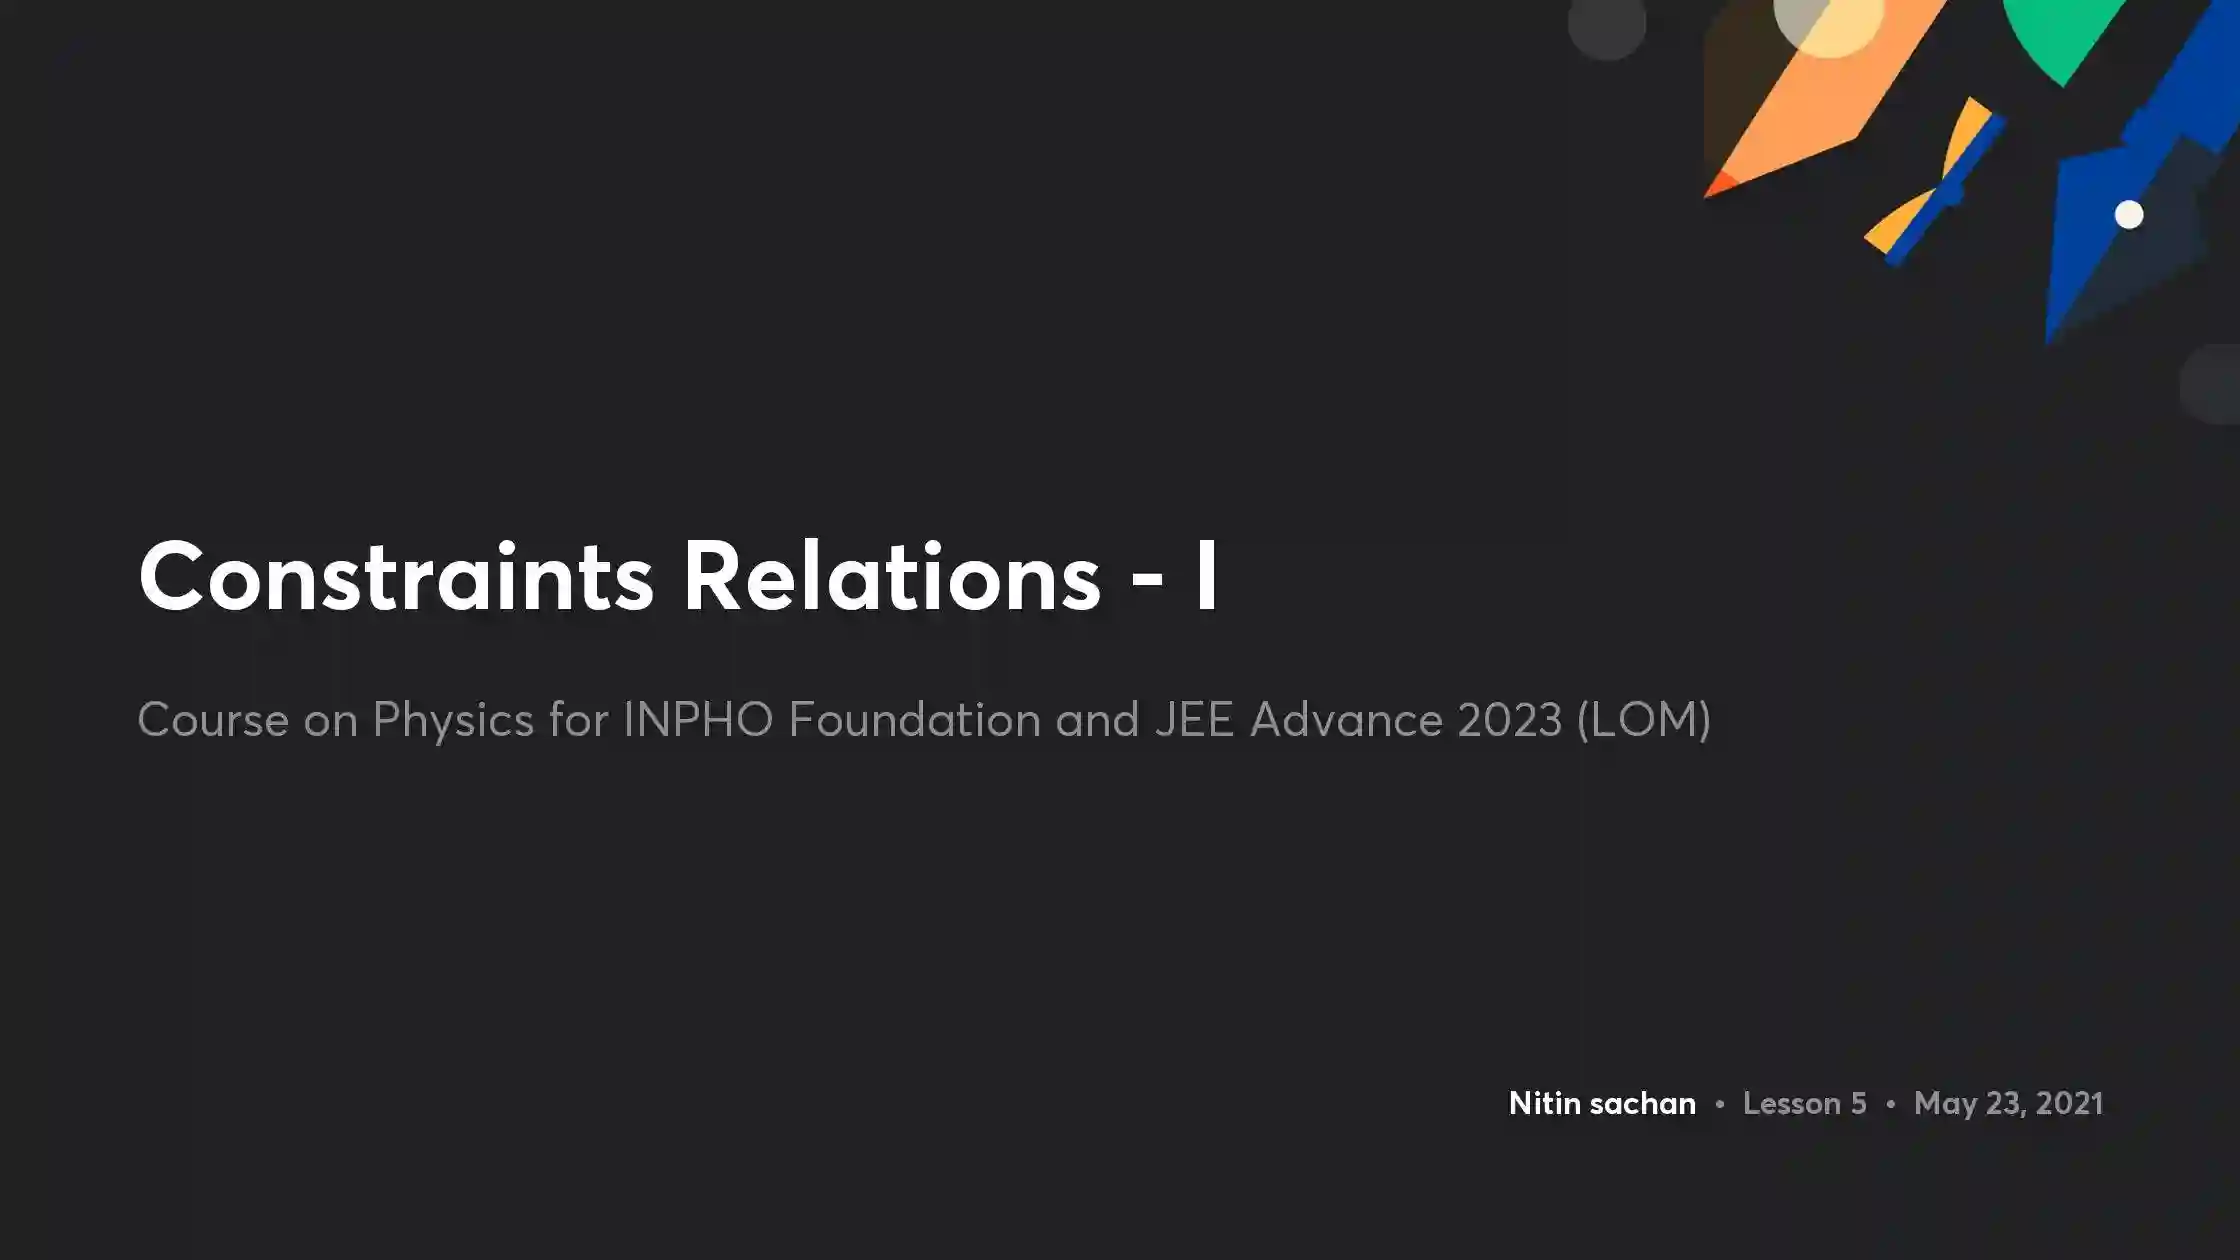 Constraints Relations - I
Course on Physics for INPHO Foundation and JEE Advance 2023 (LOM)
Nitin sachan • Lesson 5 • May 23, 2021